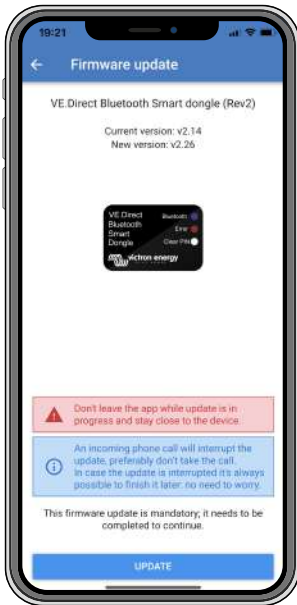 19:21
Firmware update
VE.Direct Bluetooth Smart dongle (Rev2)
Current version: v2.14
New version: v2.26
VE.Direct
Bluetooth
Smart
Dongle
Bluetooth
Error
Clear PIN
victron energy
Don't leave the app while update is in
progress and stay close to the device.
An incoming phone call will interrupt the
update, preferably don't take the call.
In case the update is interrupted it's always
possible to finish it later: no need to worry.
This firmware update is mandatory; it needs to be
completed to continue.
UPDATE